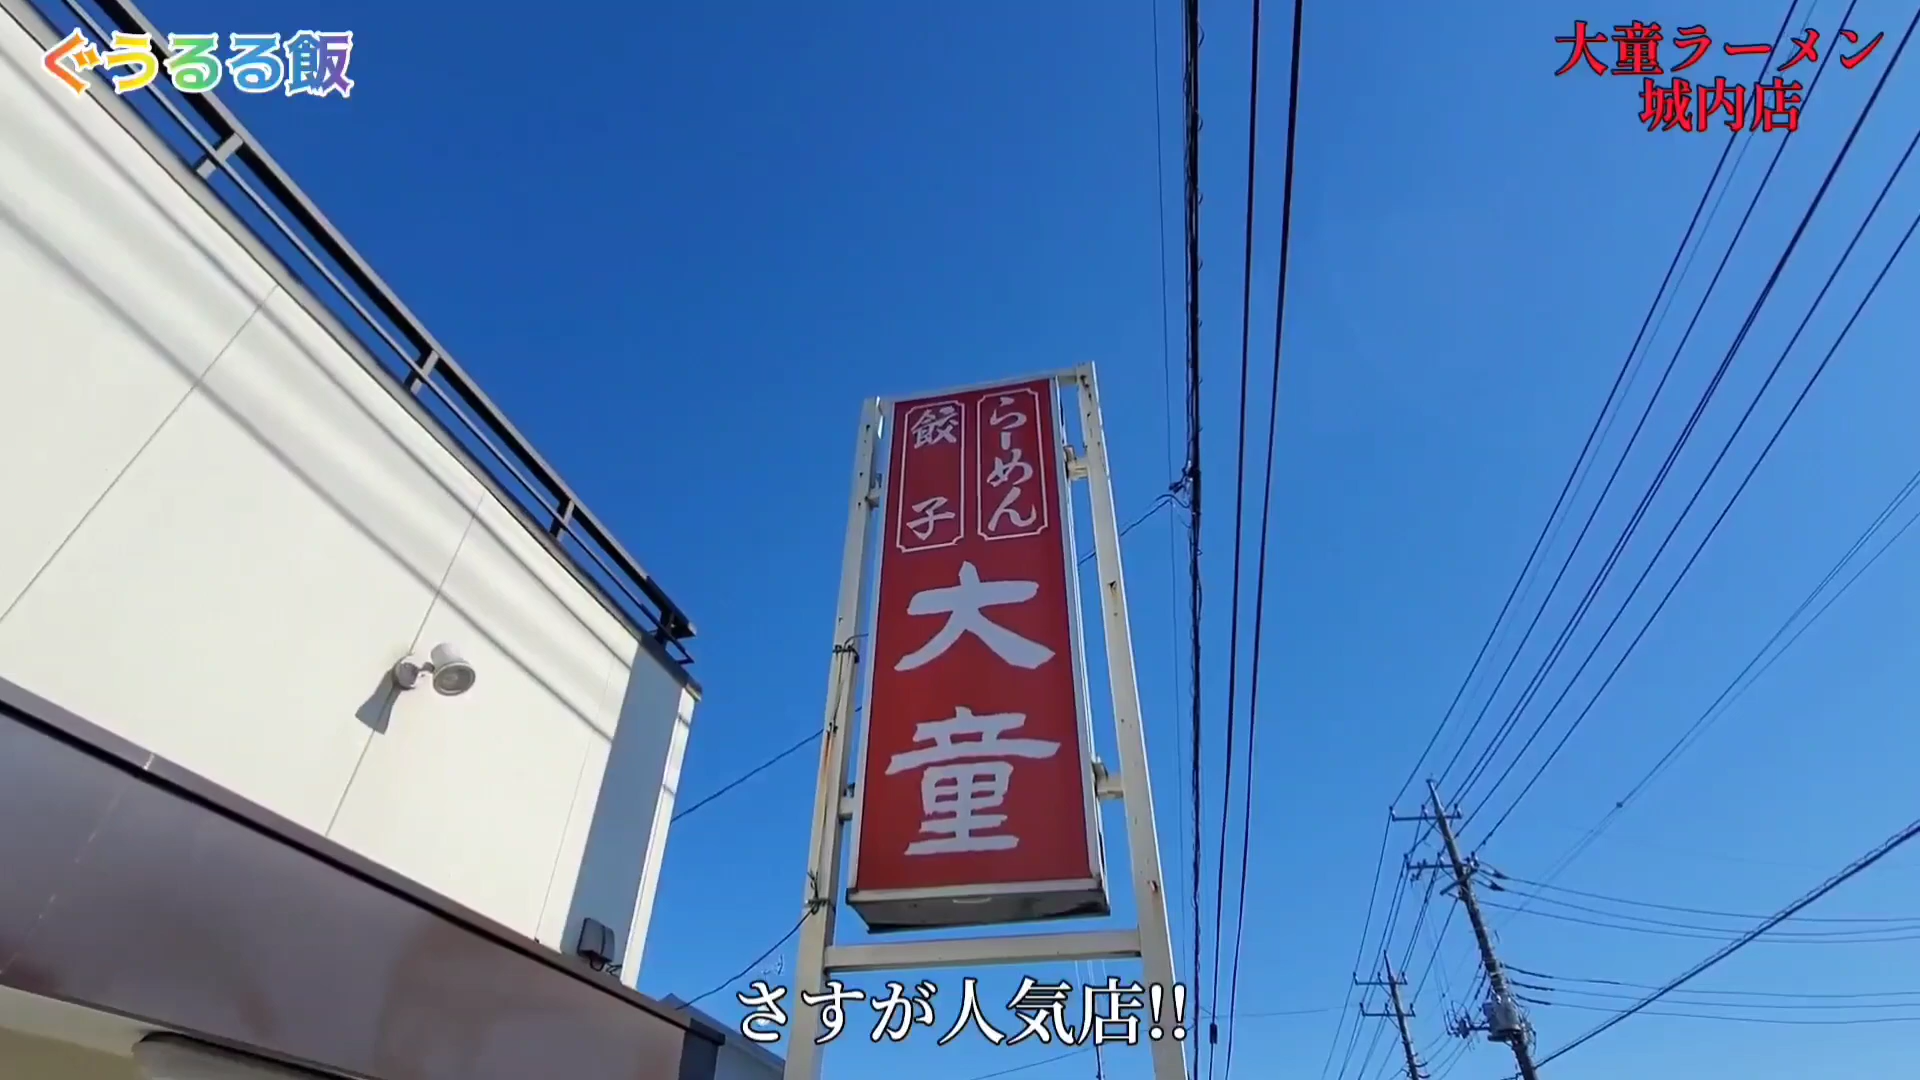 ぐうるる飯
大童ラーメン
城内店
らーめん
餃子
大童
さすが人気店!!